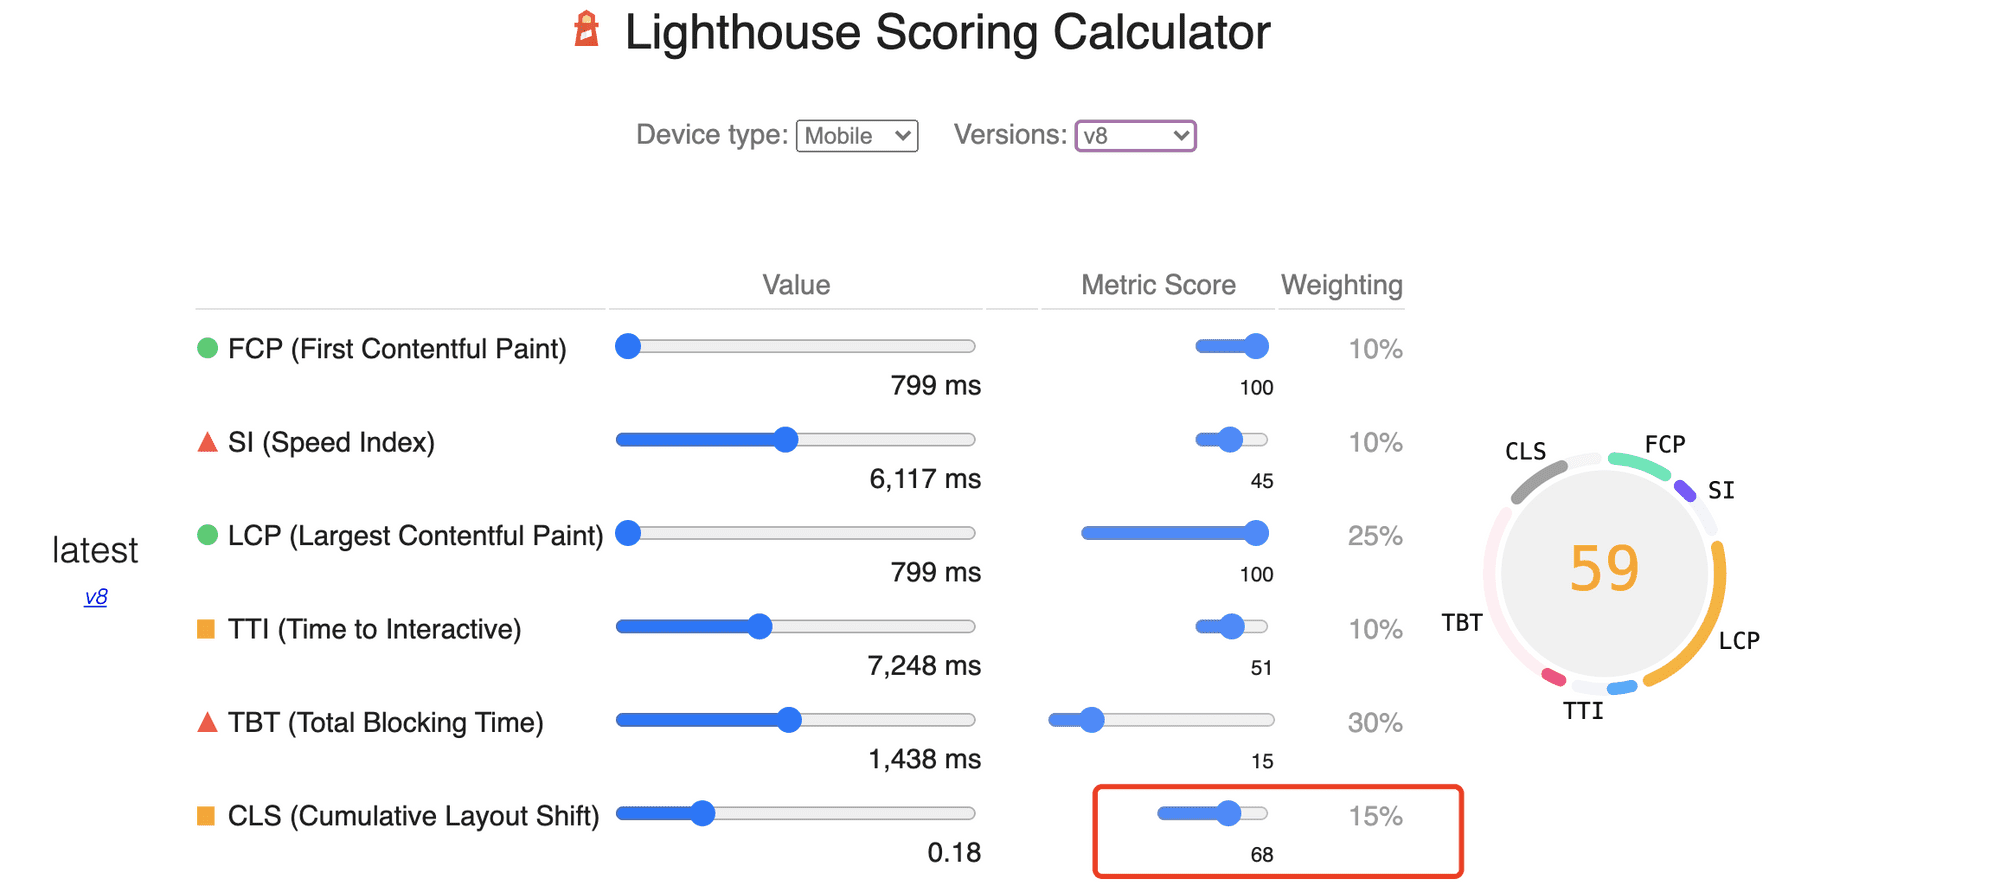 Lighthouse Scoring Calculator
Device type: Mobile Versions: v8
Value Metric Score Weighting
FCP (First Contentful Paint) 10%
799 ms 100
SI (Speed Index) 10%
6,117 ms 45
LCP (Largest Contentful Paint) 25%
799 ms 100
TTI (Time to Interactive) 10%
7,248 ms 51
TBT (Total Blocking Time) 30%
1,438 ms 15
CLS (Cumulative Layout Shift) 15%
0.18 68
latest
v8
CLS
FCP
SI
59
TBT
LCP
TTI